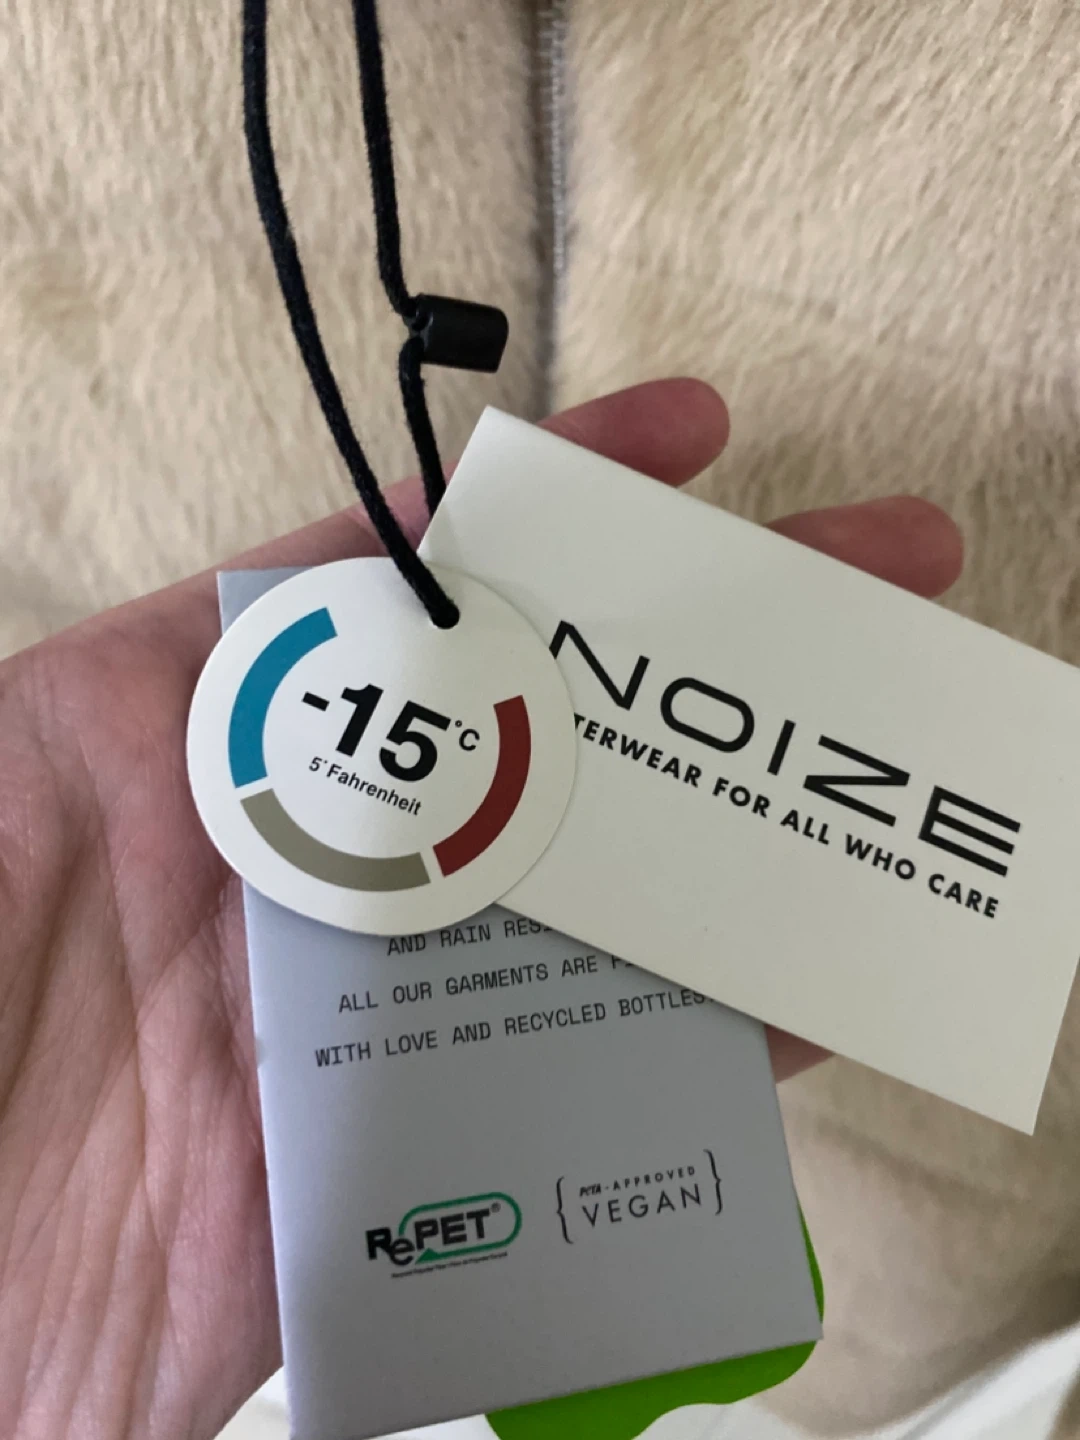 -15°C
5° Fahrenheit
NOIZE
TERWEAR FOR ALL WHO CARE
AND RAIN
ALL OUR GARMENTS ARE
WITH LOVE AND RECYCLED BOTTLES.
RePET®
PETA-APPROVED
VEGAN